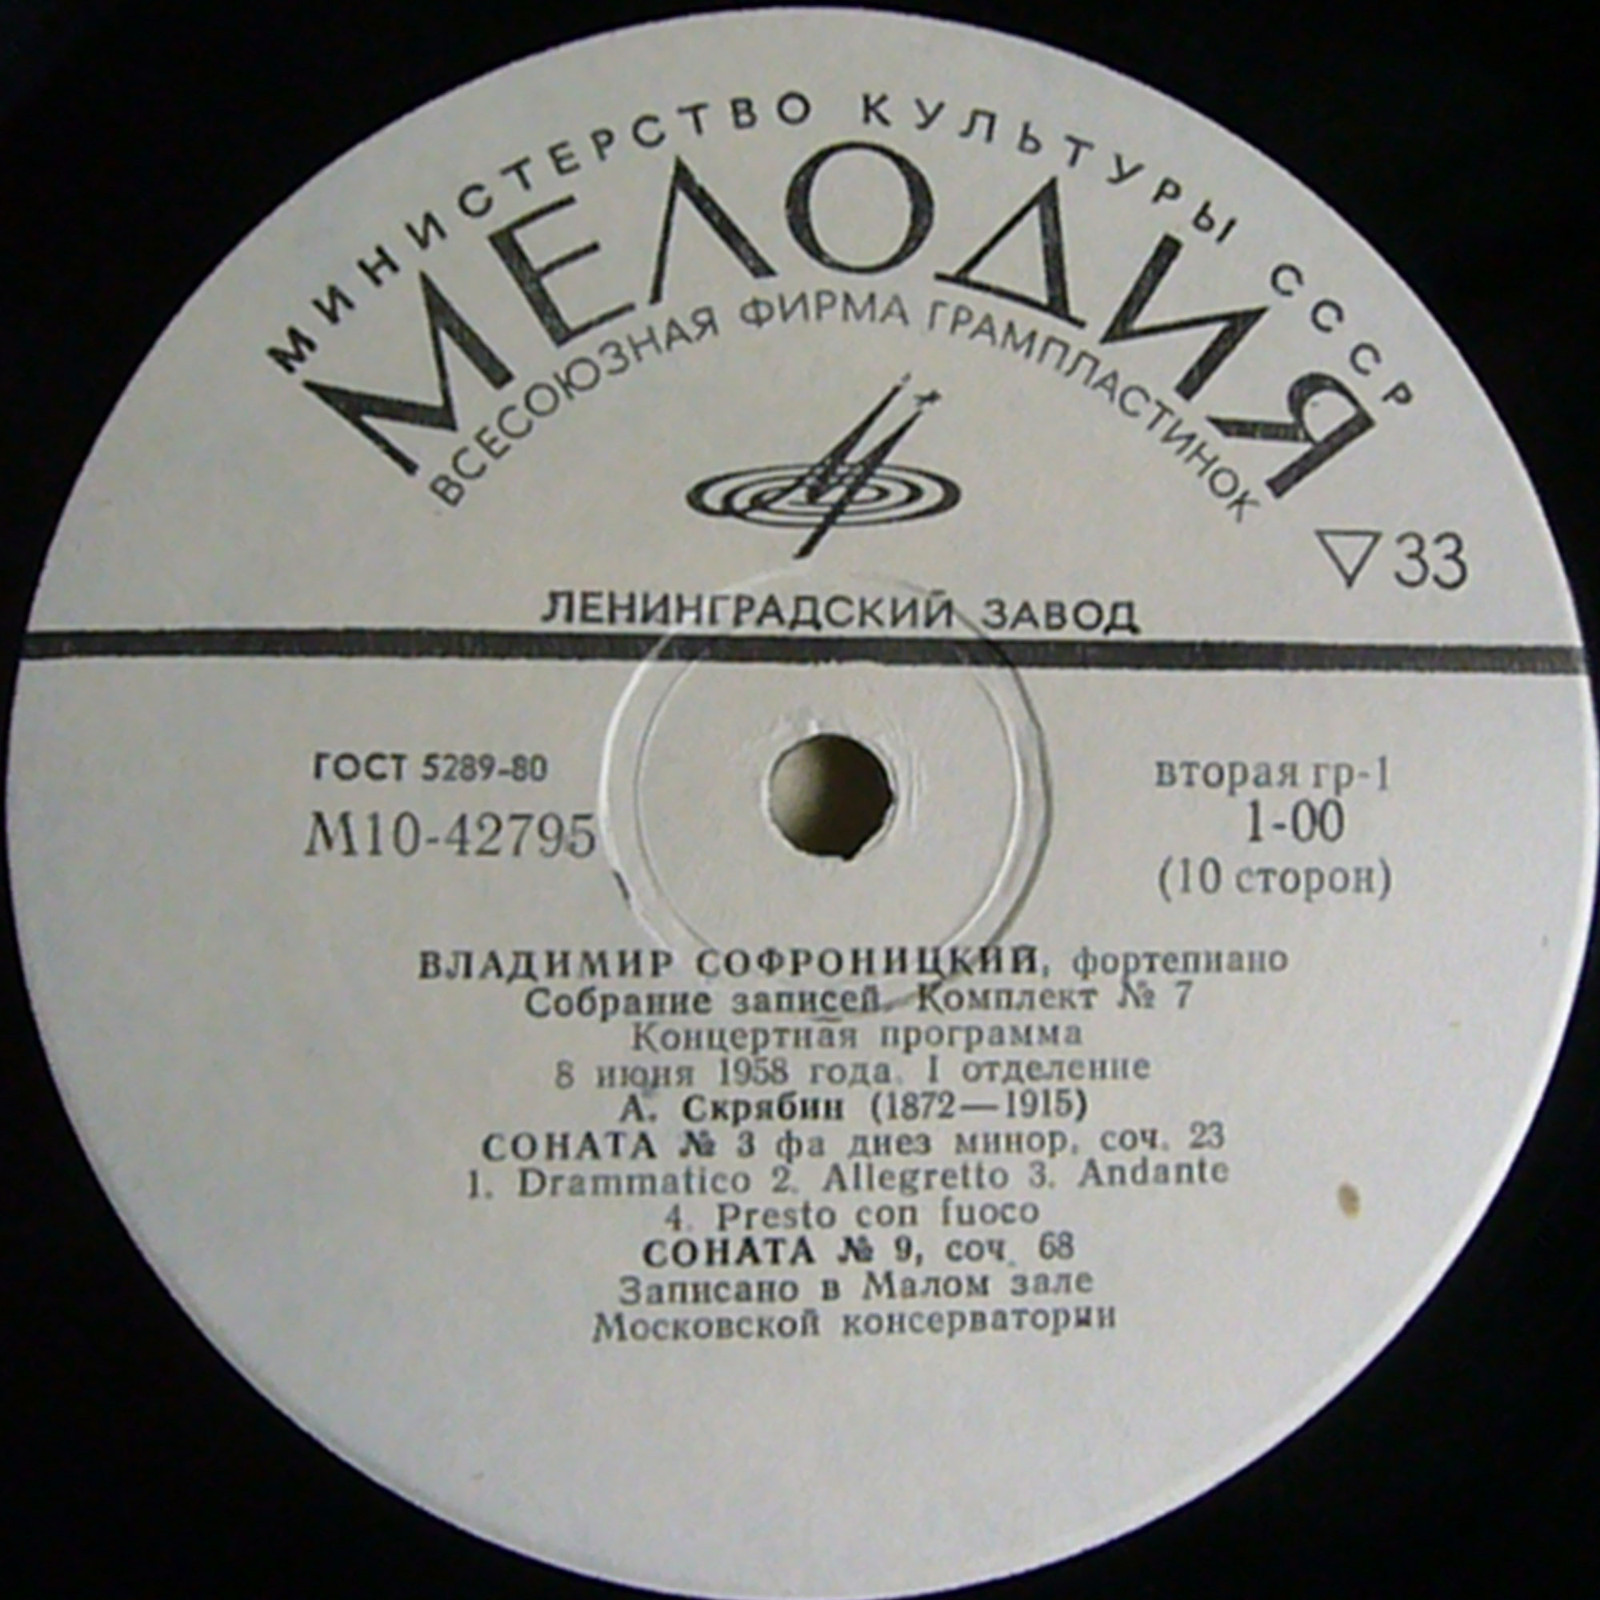 МИНИСТЕРСТВО КУЛЬТУРЫ СССР
МЕЛОДИЯ
ВСЕСОЮЗНАЯ ФИРМА ГРАМПЛАСТИНОК
▽33
ЛЕНИНГРАДСКИЙ ЗАВОД
ГОСТ 5289-80
М10-42795
вторая гр-1
1-00
(10 сторон)
ВЛАДИМИР СОФРОНИЦКИЙ, фортепиано
Собрание записей. Комплект № 7
Концертная программа
8 июня 1958 года. I отделение
А. Скрябин (1872—1915)
СОНАТА № 3 фа диез минор, соч. 23
1. Drammatico 2. Allegretto 3. Andante
4. Presto con fuoco
СОНАТА № 9, соч. 68
Записано в Малом зале
Московской консерватории